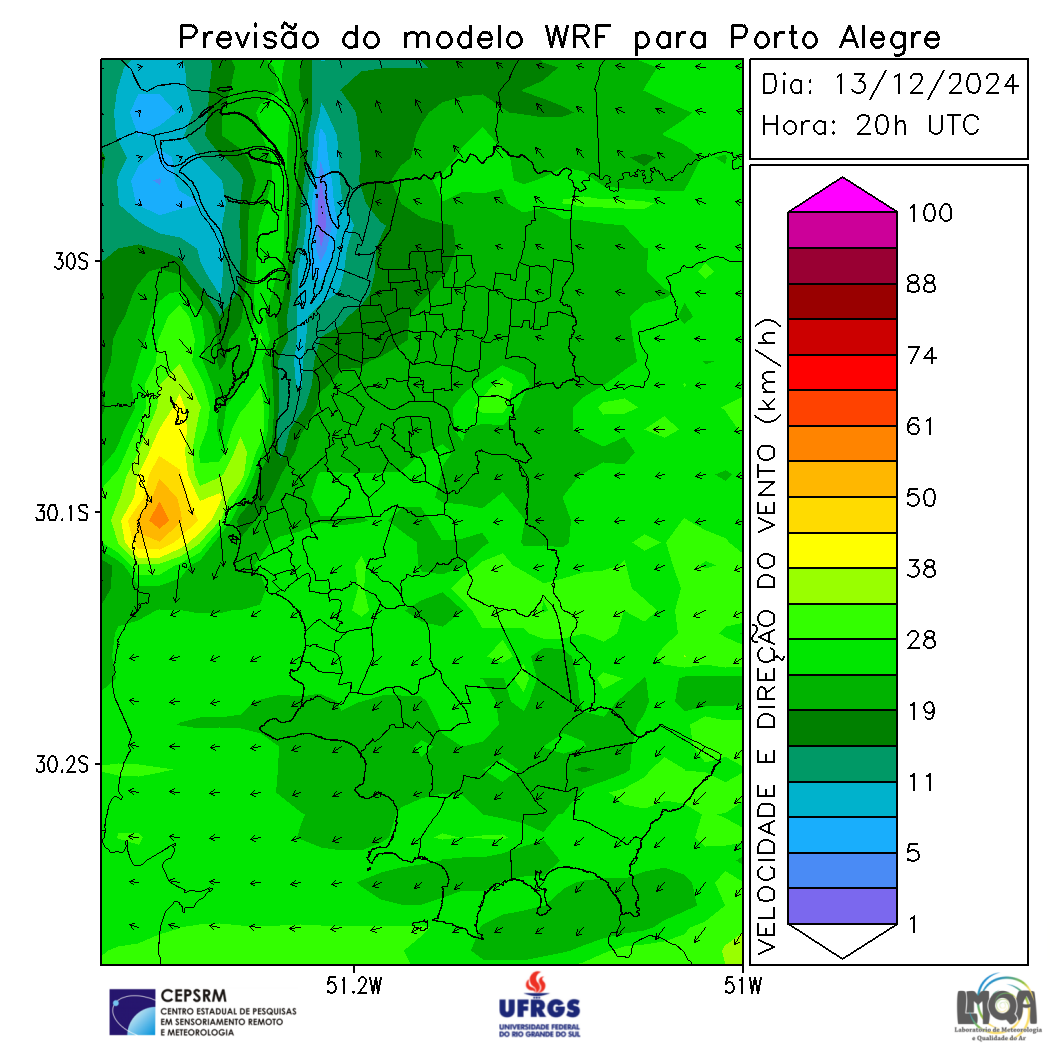 Previsão do modelo WRF para Porto Alegre
Dia: 13/12/2024
Hora: 20h UTC
30S
30.1S
30.2S
51.2W
51W
VELOCIDADE E DIREÇÃO DO VENTO (km/h)
100
88
74
61
50
38
28
19
11
5
1
CEPSRM
CENTRO ESTADUAL DE PESQUISAS
EM SENSORIAMENTO REMOTO
E METEOROLOGIA
UFRGS
UNIVERSIDADE FEDERAL
DO RIO GRANDE DO SUL
LMQA
Laboratório de Meteorologia
e Qualidade do Ar